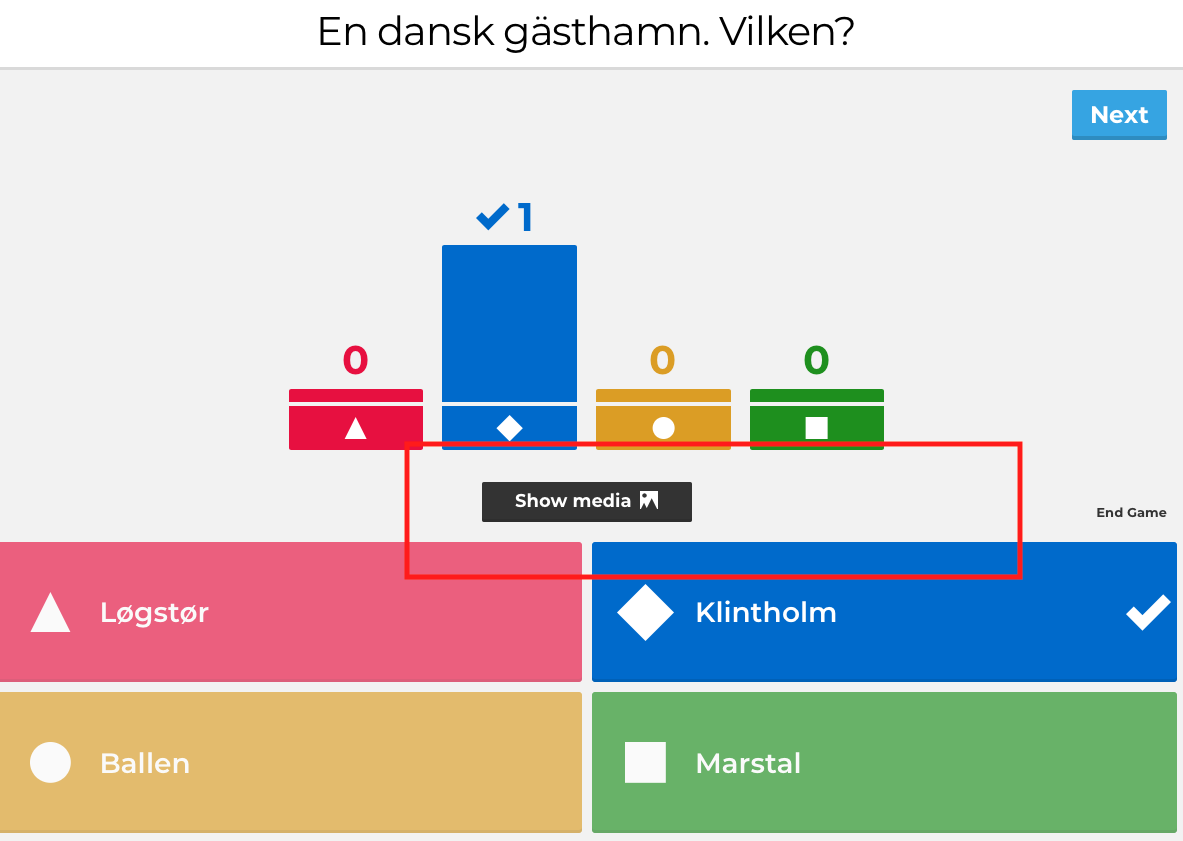 En dansk gästhamn. Vilken?
Next
1
0
0
0
Show media
End Game
Løgstør
Klintholm
Ballen
Marstal